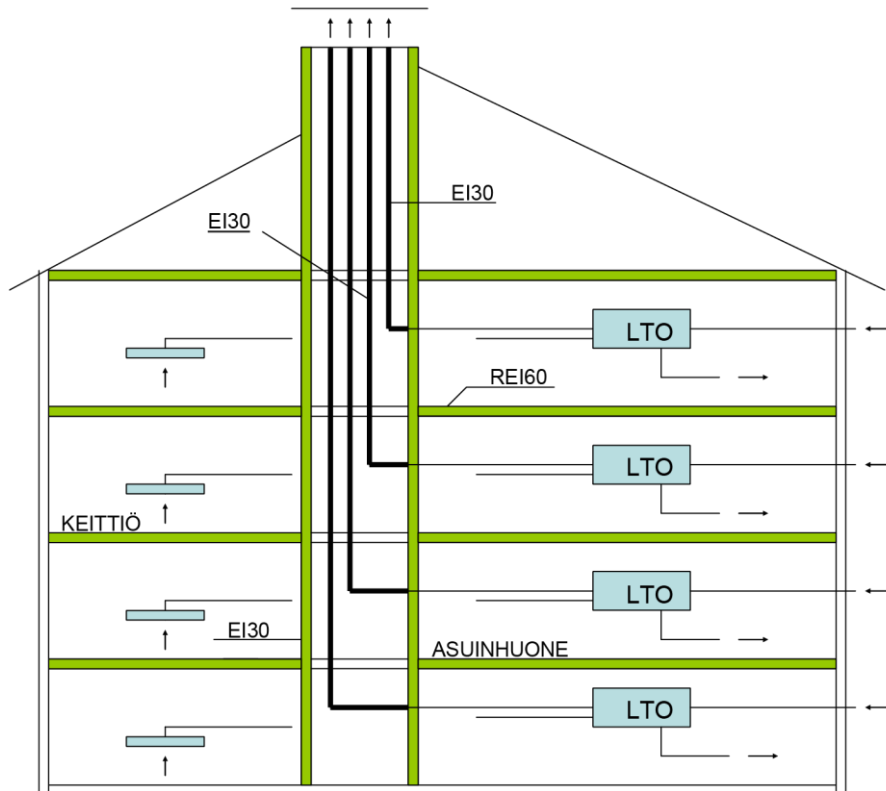 EI30
EI30
LTO
REI60
LTO
KEITTIÖ
LTO
EI30
ASUINHUONE
LTO